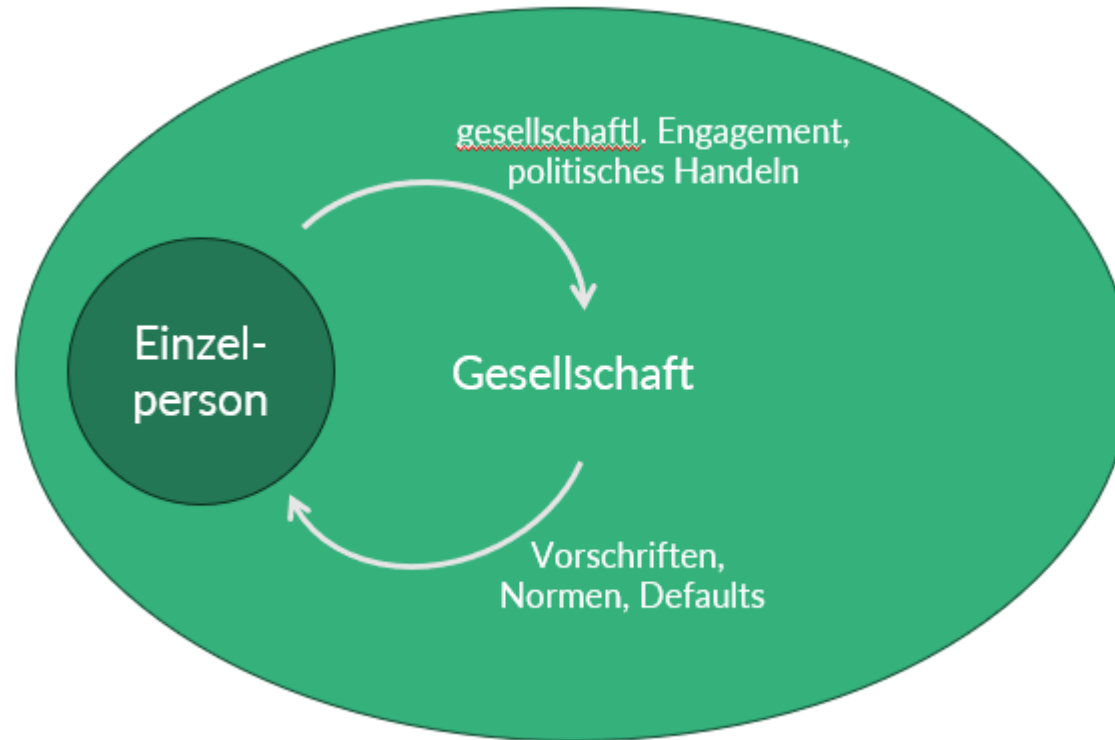 gesellschaftl. Engagement,
politisches Handeln
Einzel-
person
Gesellschaft
Vorschriften,
Normen, Defaults